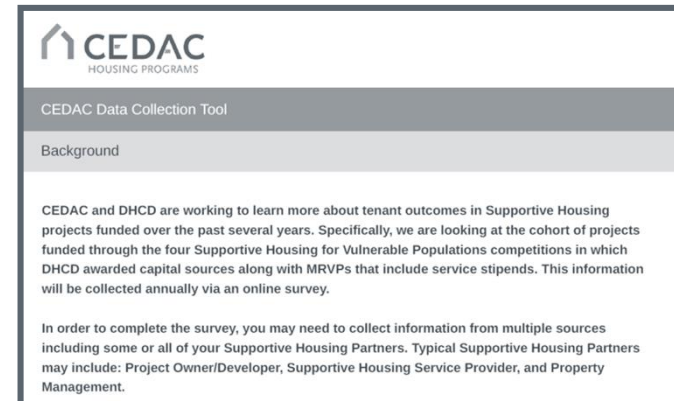 CEDAC
HOUSING PROGRAMS
CEDAC Data Collection Tool
Background
CEDAC and DHCD are working to learn more about tenant outcomes in Supportive Housing
projects funded over the past several years. Specifically, we are looking at the cohort of projects
funded through the four Supportive Housing for Vulnerable Populations competitions in which
DHCD awarded capital sources along with MRVPs that include service stipends. This information
will be collected annually via an online survey.
In order to complete the survey, you may need to collect information from multiple sources
including some or all of your Supportive Housing Partners. Typical Supportive Housing Partners
may include: Project Owner/Developer, Supportive Housing Service Provider, and Property
Management.